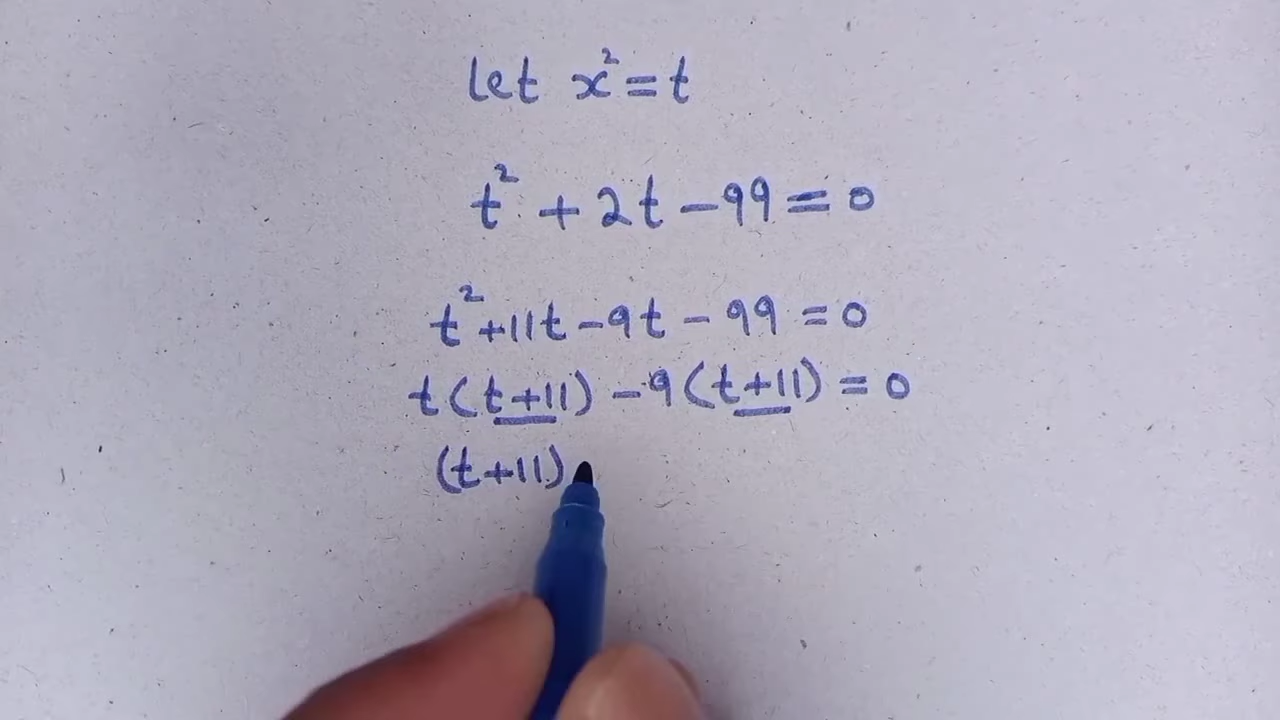 let x² = t
t² + 2t - 99 = 0
t² + 11t - 9t - 99 = 0
t(t+11) - 9(t+11) = 0
(t+11)